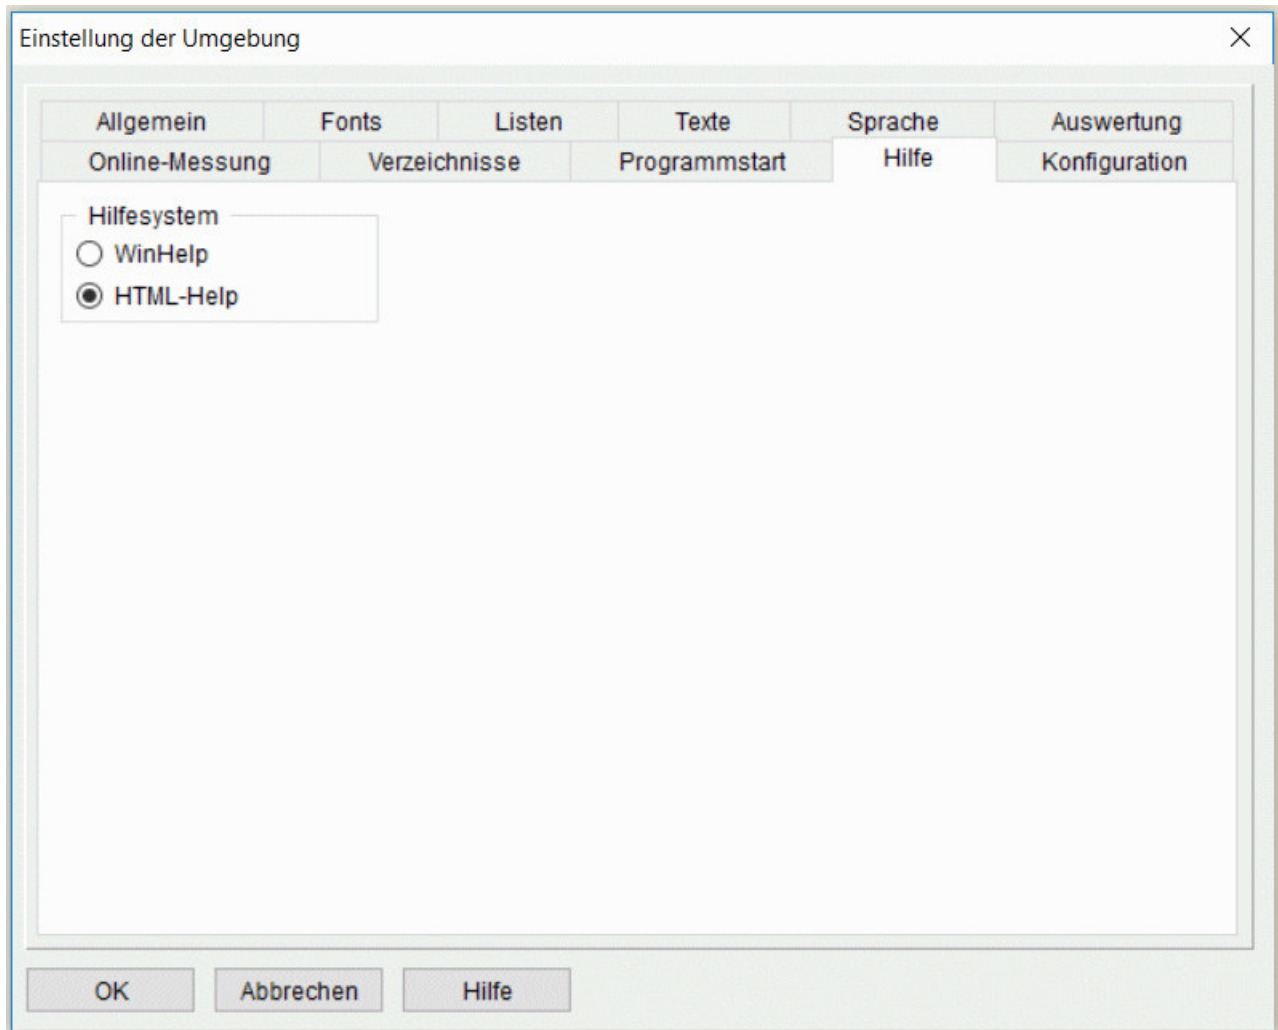 Einstellung der Umgebung
Allgemein Fonts Listen Texte Sprache Auswertung
Online-Messung Verzeichnisse Programmstart Hilfe Konfiguration
Hilfesystem
WinHelp
HTML-Help
OK Abbrechen Hilfe